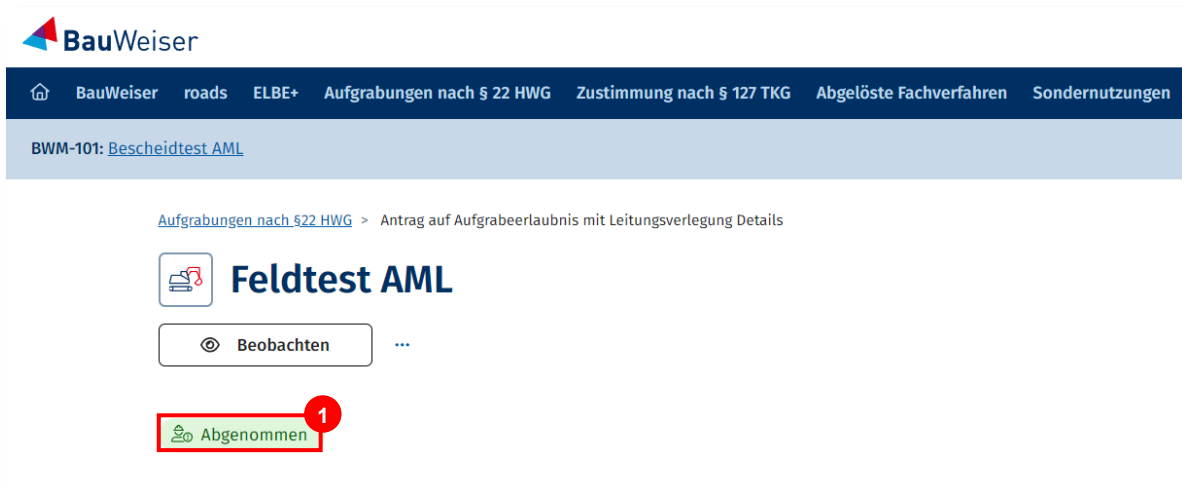 BauWeiser
BauWeiser roads ELBE+ Aufgrabungen nach § 22 HWG Zustimmung nach § 127 TKG Abgelöste Fachverfahren Sondernutzungen
BWM-101: Bescheidtest AML
Aufgrabungen nach §22 HWG > Antrag auf Aufgrabeerlaubnis mit Leitungsverlegung Details
Feldtest AML
Beobachten ...
1
Abgenommen